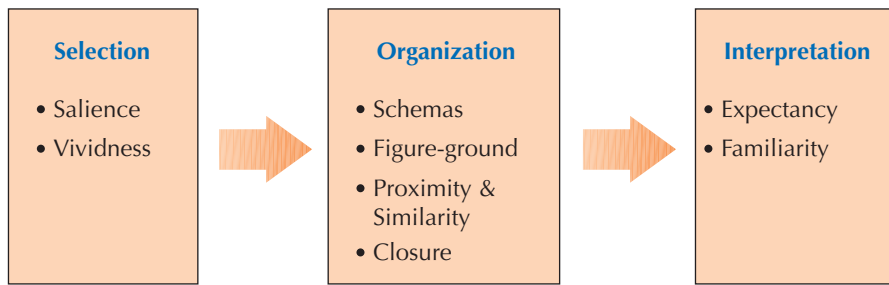 Selection
• Salience
• Vividness
Organization
• Schemas
• Figure-ground
• Proximity &
Similarity
• Closure
Interpretation
• Expectancy
• Familiarity